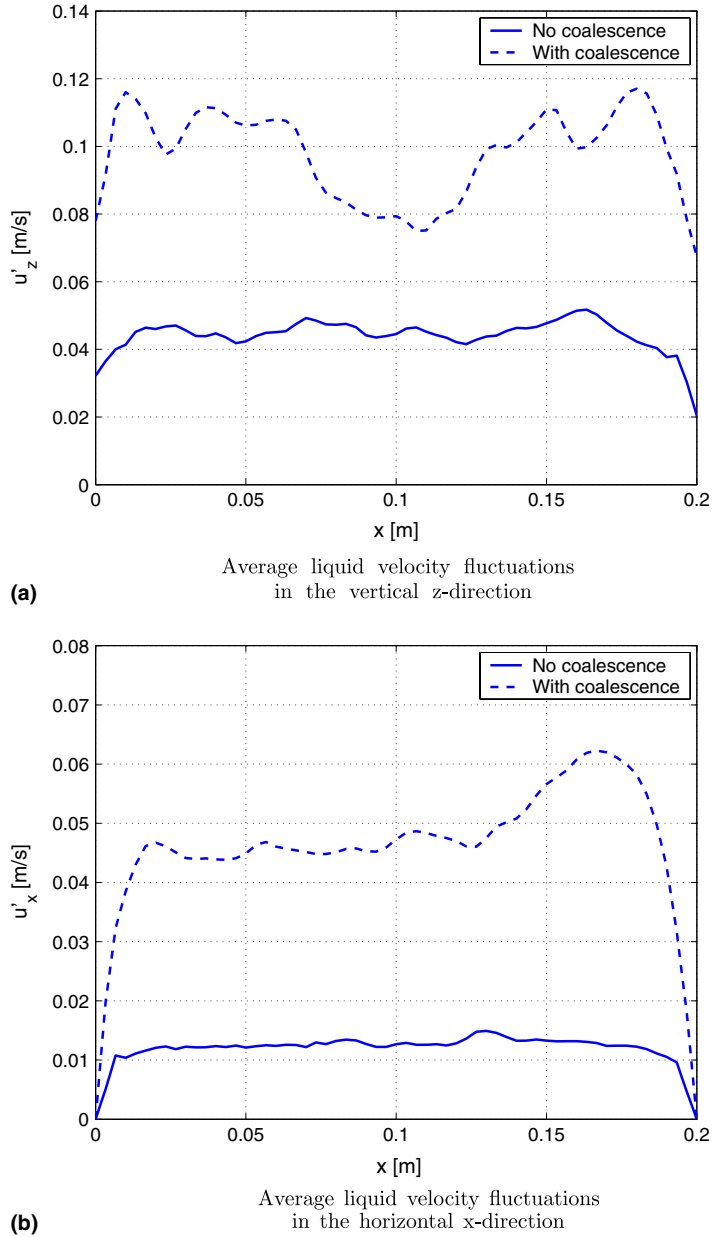 0.14
No coalescence
With coalescence
0.12
0.1
0.08
0.06
0.04
0.02
0
u'z [m/s]
0
0.05
0.1
0.15
0.2
x [m]
Average liquid velocity fluctuations
in the vertical z-direction
(a)
0.08
No coalescence
With coalescence
0.07
0.06
0.05
0.04
0.03
0.02
0.01
0
u'x [m/s]
0
0.05
0.1
0.15
0.2
x [m]
Average liquid velocity fluctuations
in the horizontal x-direction
(b)